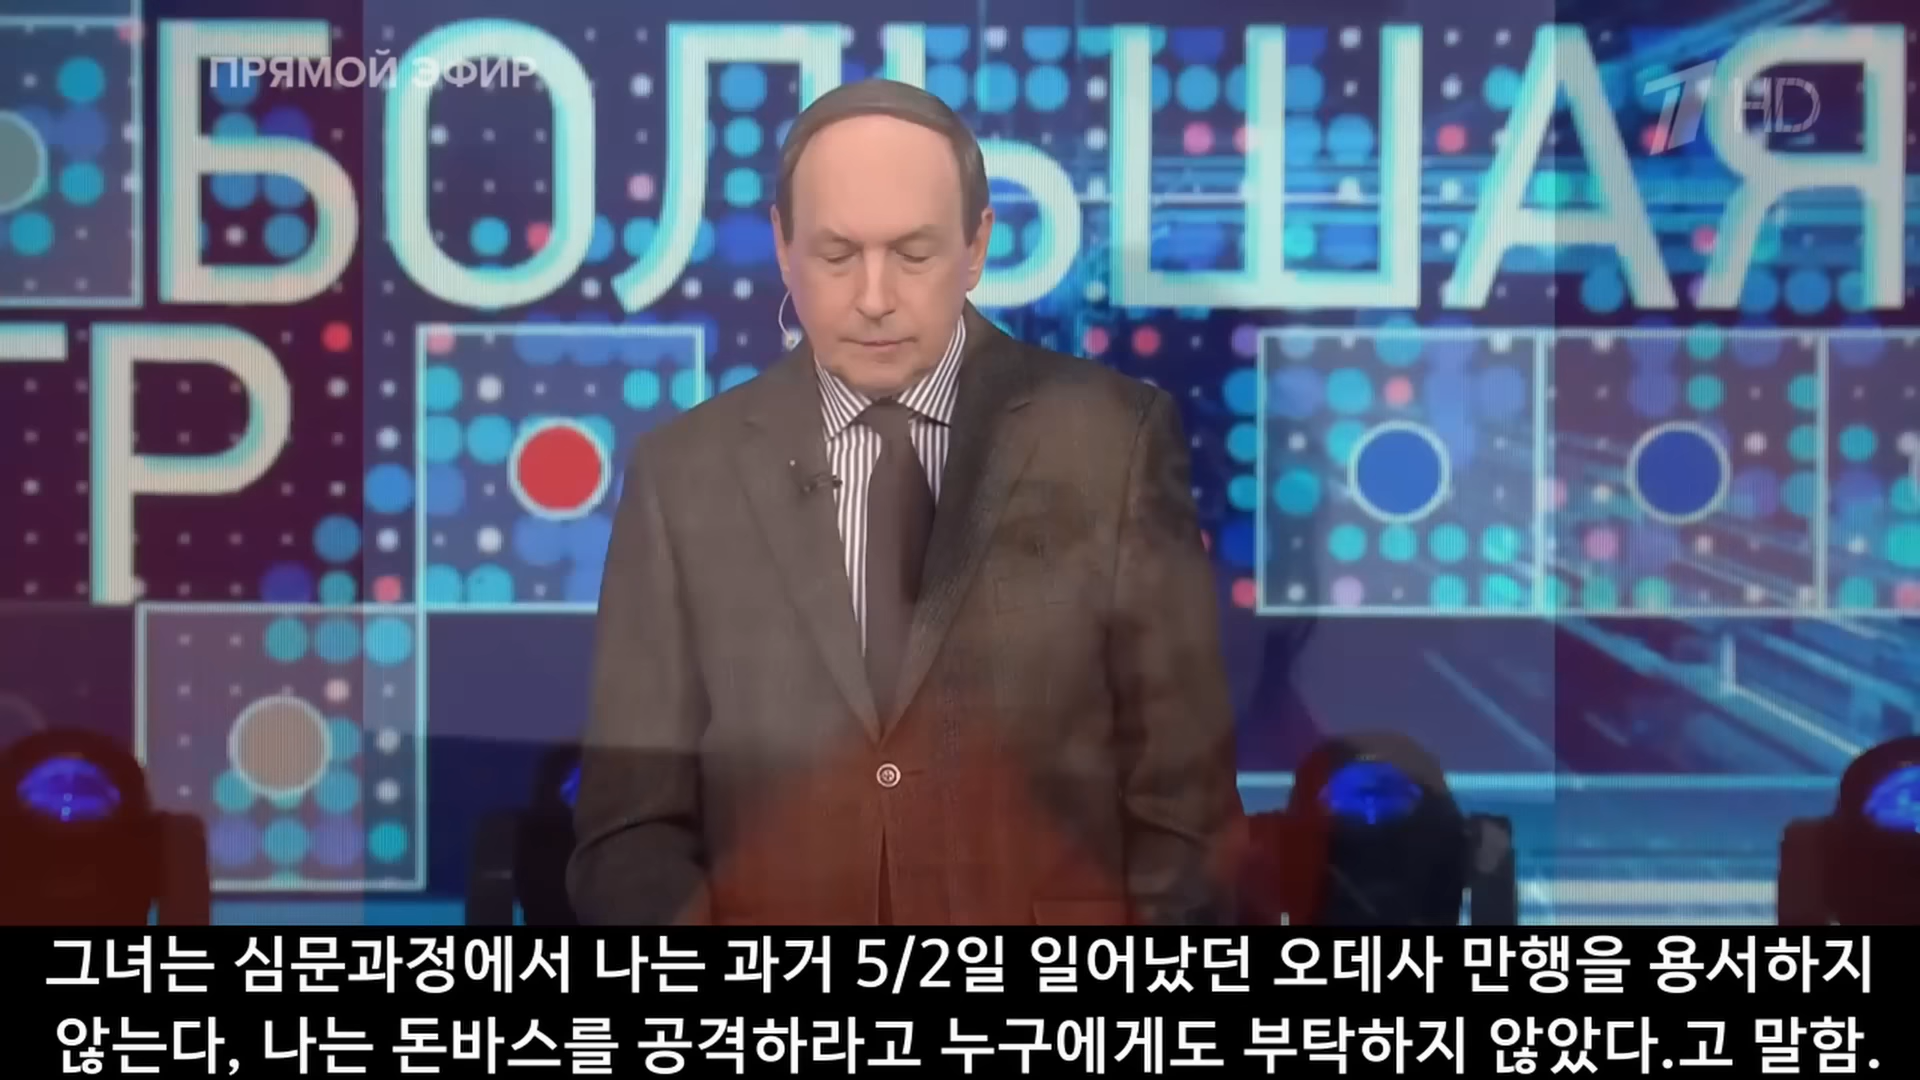 БОЛЬШАЯ
ПРЯМОЙ ЭФИР
1 HD
ГР
그녀는 심문과정에서 나는 과거 5/2일 일어났던 오데사 만행을 용서하지
않는다, 나는 돈바스를 공격하라고 누구에게도 부탁하지 않았다.고 말함.